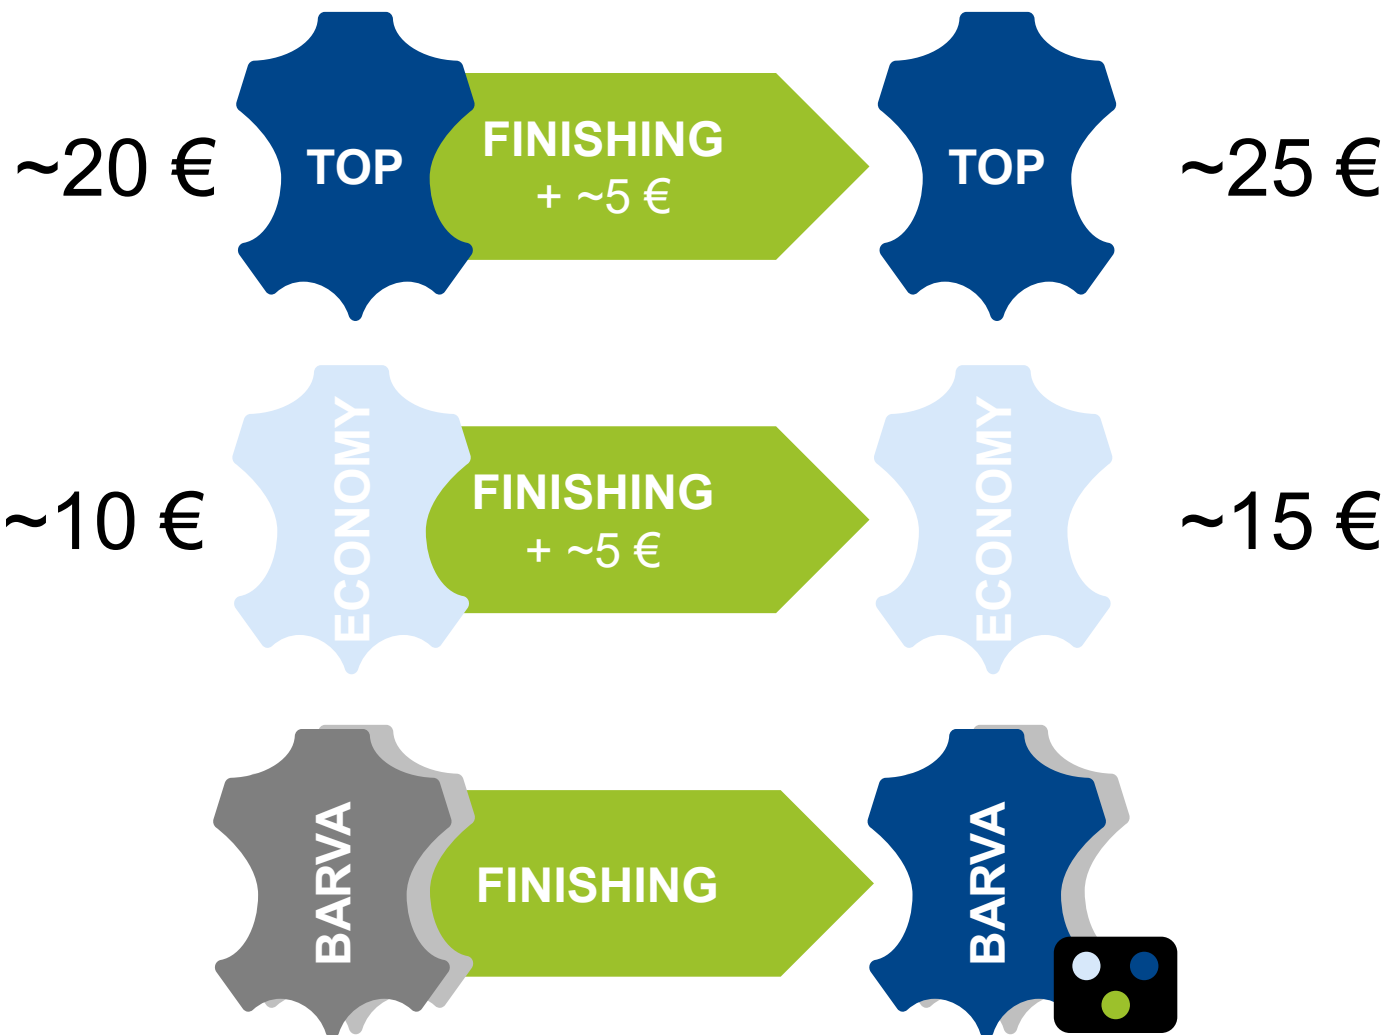 ~20 €
TOP
FINISHING
+ ~5 €
TOP
~25 €
~10 €
ECONOMY
FINISHING
+ ~5 €
ECONOMY
~15 €
BARVA
FINISHING
BARVA